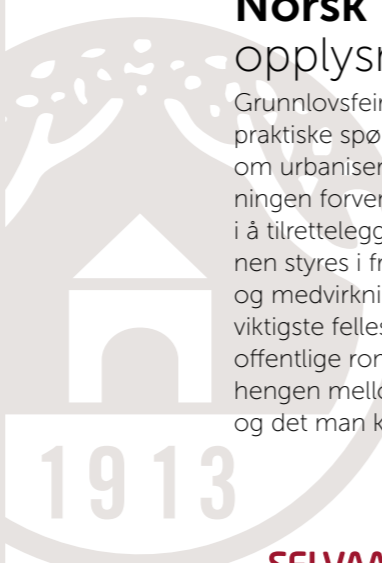 Norsk
opplysn
Grunnlovsfeir
praktiske spø
om urbaniser
ningen forver
i å tilrettelegg
nen styres i fr
og medvirkni
viktigste felles
offentlige ror
hengen mello
og det man k
1913
SELVAA